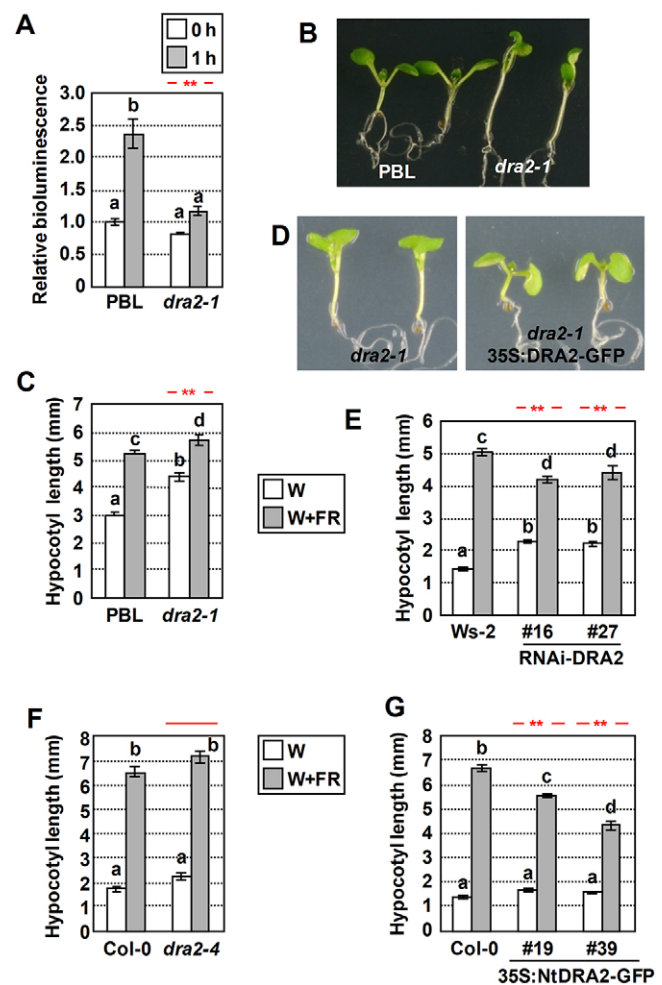 A
0 h
1 h
**
Relative bioluminescence
3.0
2.5
2.0
1.5
1.0
0.5
0
a
b
a
a
PBL
dra2-1
B
PBL
dra2-1
C
**
Hypocotyl length (mm)
7
6
5
4
3
2
1
0
a
c
b
d
PBL
dra2-1
W
W+FR
D
dra2-1
dra2-1
35S:DRA2-GFP
E
** **
Hypocotyl length (mm)
6
5
4
3
2
1
0
a
c
b
d
b
d
Ws-2
#16
#27
RNAi-DRA2
F
Hypocotyl length (mm)
8
7
6
5
4
3
2
1
0
a
b
a
b
Col-0
dra2-4
W
W+FR
G
** **
Hypocotyl length (mm)
8
7
6
5
4
3
2
1
0
a
b
a
c
a
d
Col-0
#19
#39
35S:NtDRA2-GFP